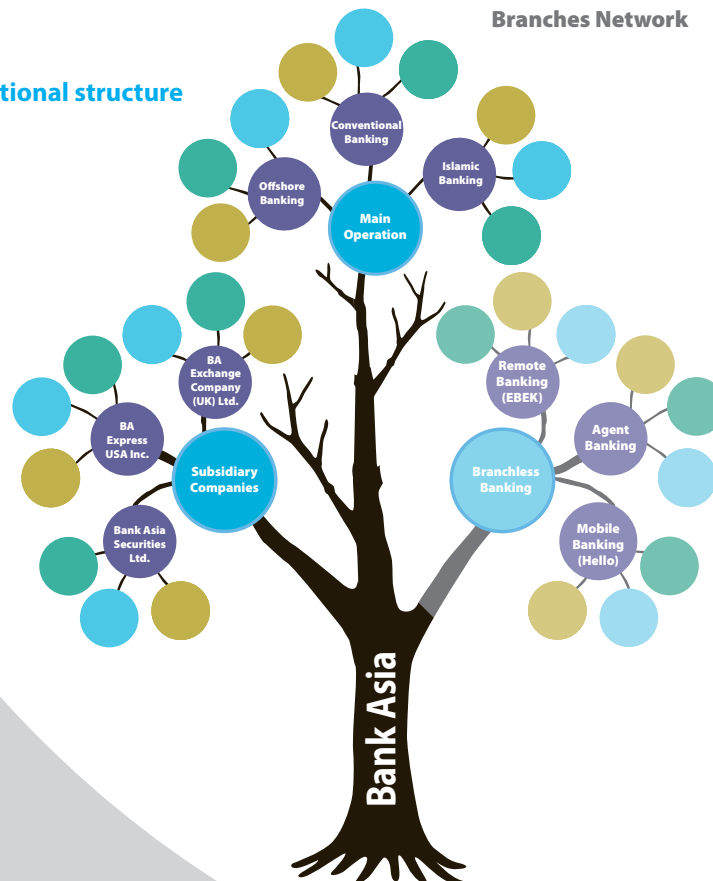 Branches Network
tional structure
Conventional
Banking
Islamic
Banking
Offshore
Banking
Main
Operation
BA
Exchange
Company
(UK) Ltd.
Remote
Banking
(EBEK)
BA
Express
USA Inc.
Agent
Banking
Subsidiary
Companies
Branchless
Banking
Bank Asia
Securities
Ltd.
Mobile
Banking
(Hello)
Bank Asia